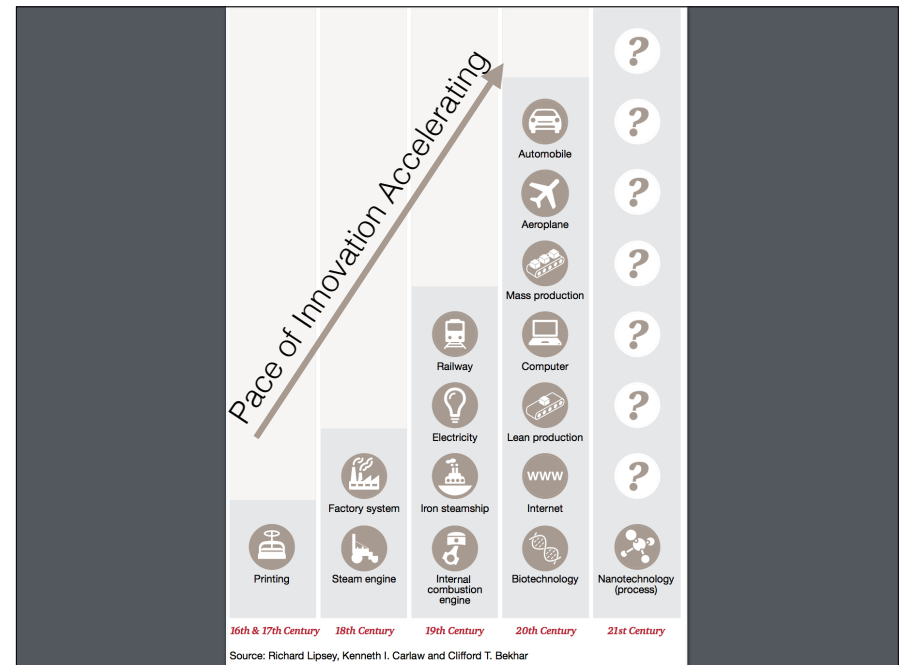 Pace of Innovation Accelerating
?
?
Automobile
?
Aeroplane
?
Mass production
?
Railway
Computer
?
Electricity
Lean production
?
Factory system
Iron steamship
www
Internet
?
Printing
Steam engine
Internal
combustion
engine
Biotechnology
Nanotechnology
(process)
16th & 17th Century
18th Century
19th Century
20th Century
21st Century
Source: Richard Lipsey, Kenneth I. Carlaw and Clifford T. Bekhar